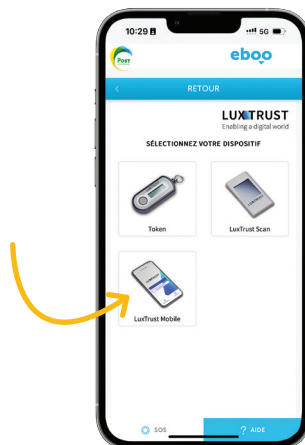 10:29 5G
POST eboo
RETOUR
LUXTRUST
Enabling a digital world
SÉLECTIONNEZ VOTRE DISPOSITIF
Token LuxTrust Scan
LuxTrust Mobile
SOS ? AIDE